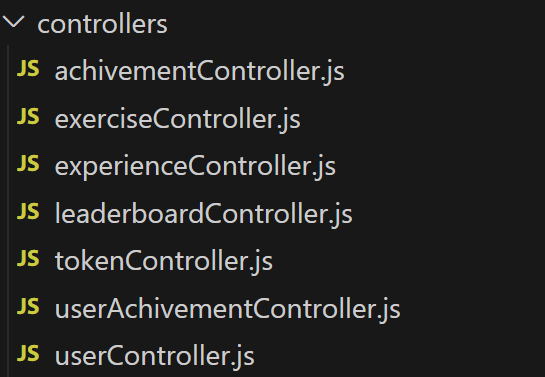 controllers
JS achivementController.js
JS exerciseController.js
JS experienceController.js
JS leaderboardController.js
JS tokenController.js
JS userAchivementController.js
JS userController.js